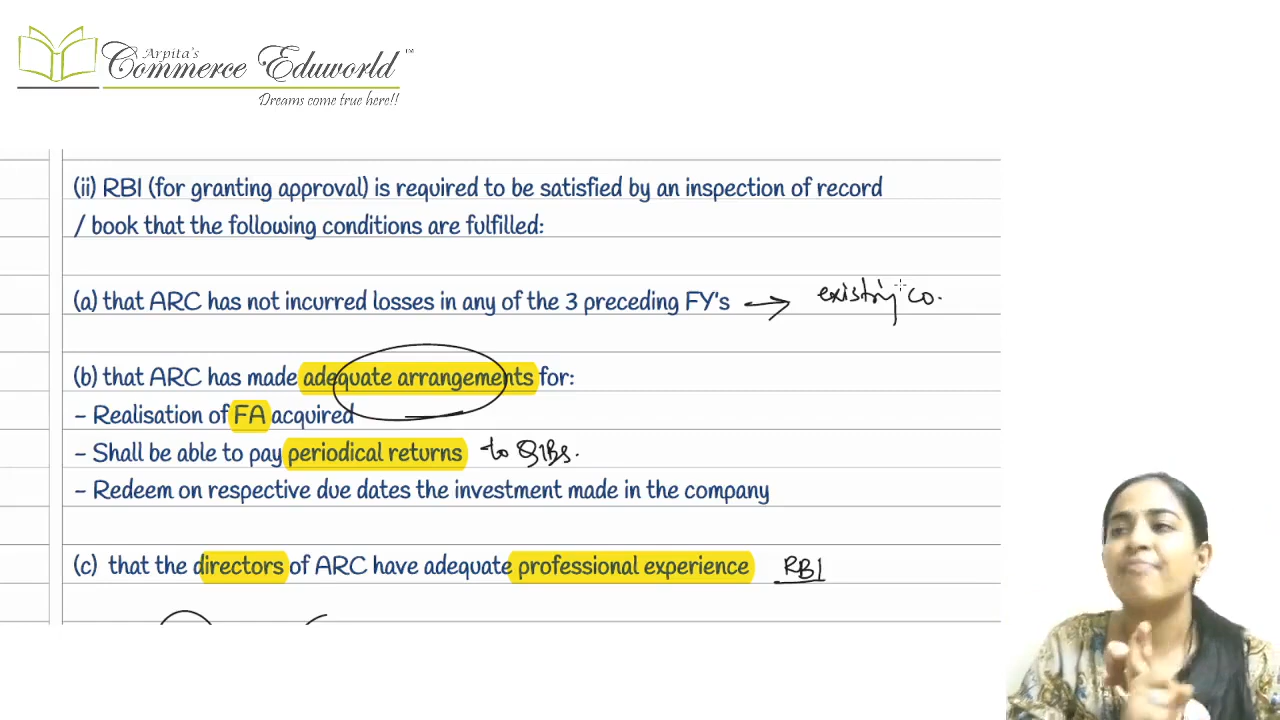 Arpita's
Commerce Eduworld™
Dreams come true here!!
(ii) RBI (for granting approval) is required to be satisfied by an inspection of record
/ book that the following conditions are fulfilled:
(a) that ARC has not incurred losses in any of the 3 preceding FY's → existing co.
(b) that ARC has made adequate arrangements for:
- Realisation of FA acquired
- Shall be able to pay periodical returns to QIBs.
- Redeem on respective due dates the investment made in the company
(c) that the directors of ARC have adequate professional experience RBI